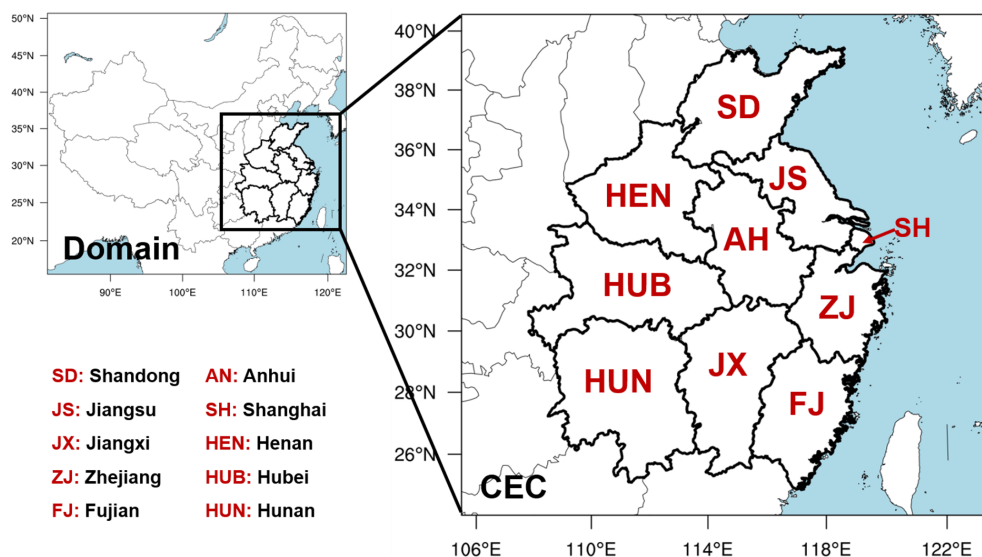 50°N
45°N
40°N
35°N
30°N
25°N
20°N
Domain
90°E 100°E 110°E 120°E
SD: Shandong AN: Anhui
JS: Jiangsu SH: Shanghai
JX: Jiangxi HEN: Henan
ZJ: Zhejiang HUB: Hubei
FJ: Fujian HUN: Hunan
40°N
38°N
36°N
34°N
32°N
30°N
28°N
26°N
SD
JS
HEN
SH
AH
HUB
ZJ
JX
HUN
FJ
CEC
106°E 110°E 114°E 118°E 122°E